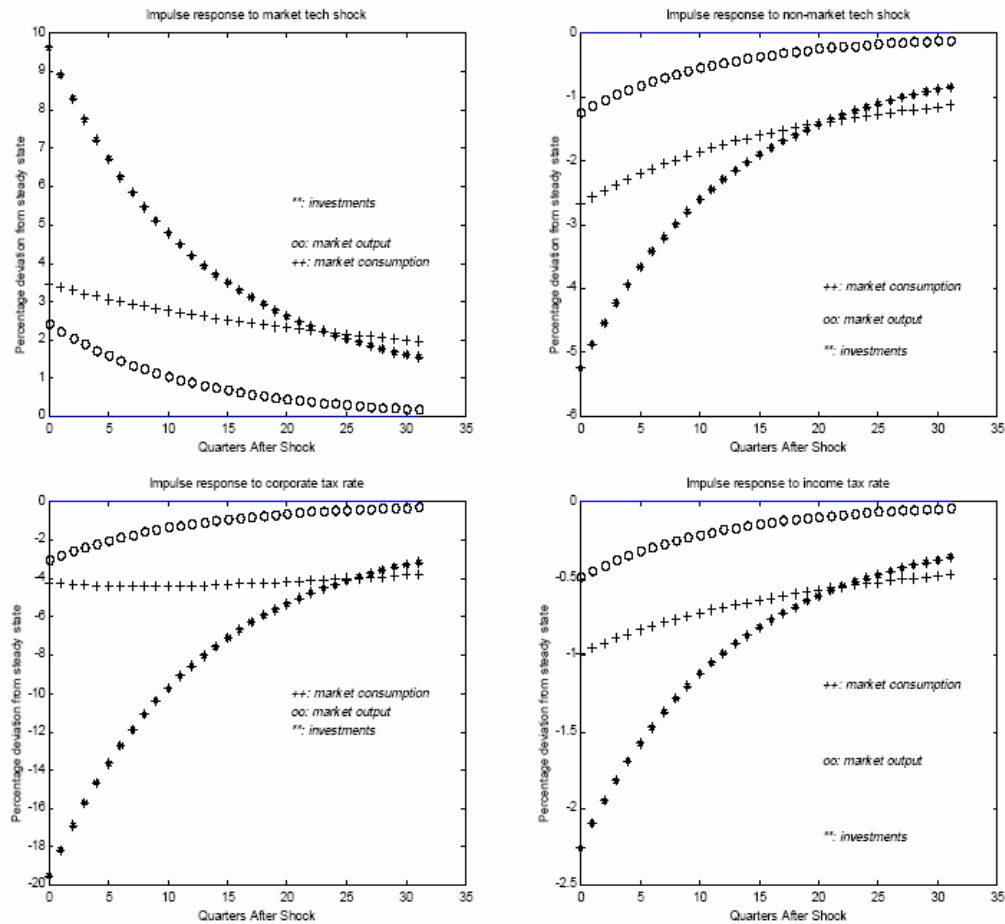 Impulse response to market tech shock
Percentage deviation from steady state
10
9
8
7
6
5
4
3
2
1
0
**: investments
oo: market output
++: market consumption
0 5 10 15 20 25 30 35
Quarters After Shock
Impulse response to non-market tech shock
Percentage deviation from steady state
0
-1
-2
-3
-4
-5
-6
++: market consumption
oo: market output
**: investments
0 5 10 15 20 25 30 35
Quarters After Shock
Impulse response to corporate tax rate
Percentage deviation from steady state
0
-2
-4
-6
-8
-10
-12
-14
-16
-18
-20
++: market consumption
oo: market output
**: investments
0 5 10 15 20 25 30 35
Quarters After Shock
Impulse response to income tax rate
Percentage deviation from steady state
0
-0.5
-1
-1.5
-2
-2.5
++: market consumption
oo: market output
**: investments
0 5 10 15 20 25 30 35
Quarters After Shock